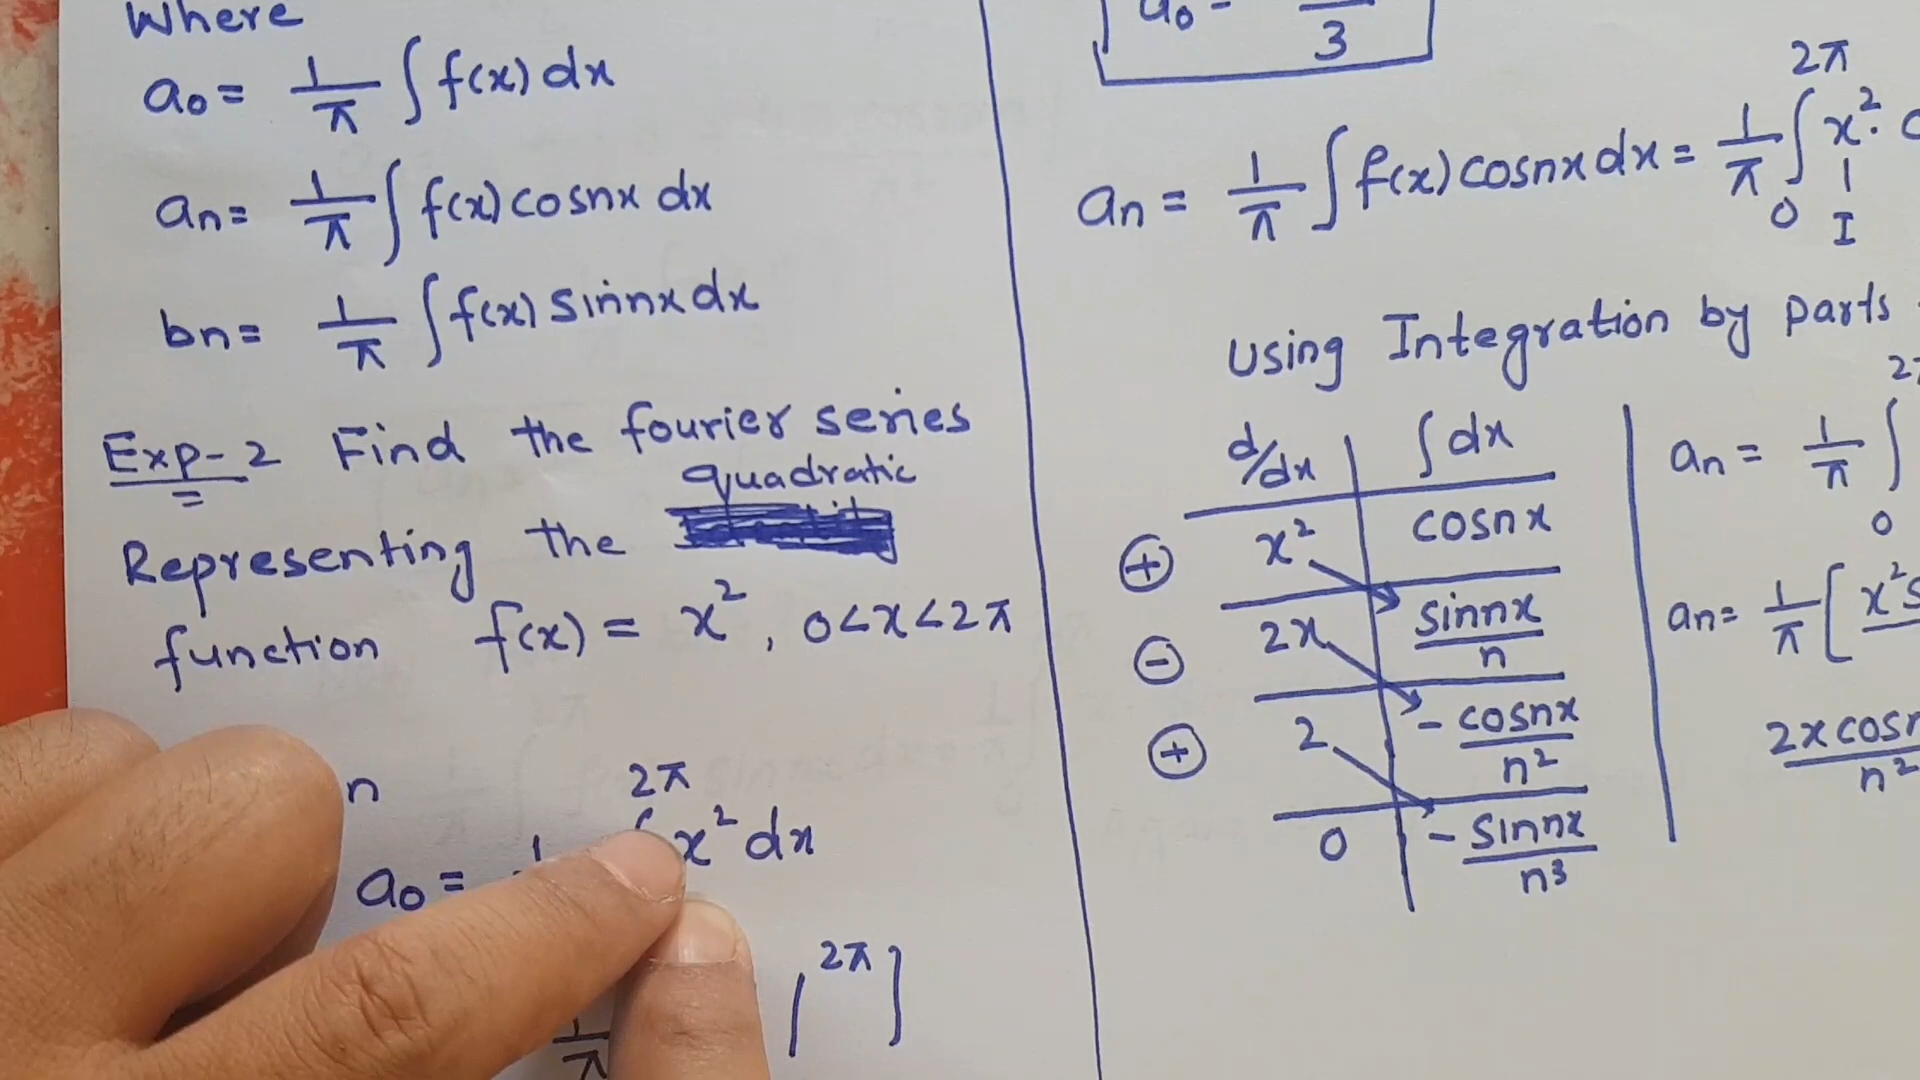 Where
a0 = 1/π ∫ f(x) dx
an = 1/π ∫ f(x) cosnx dx
bn = 1/π ∫ f(x) sinnx dx
Exp-2 Find the fourier series
quadratic
Representing the
function f(x) = x², 0<x<2π
n
2π
a0 = x² dx
2π ]
1/π
a0 -
3
2π
an = 1/π ∫ f(x) cosnx dx = 1/π ∫ x².
0 I
Using Integration by parts
d/dx ∫ dx
+ x² cosnx
- 2x sinnx/n
+ 2 - cosnx/n²
0 - sinnx/n³
an = 1/π ∫
0
an = 1/π [ x²
2x
n²